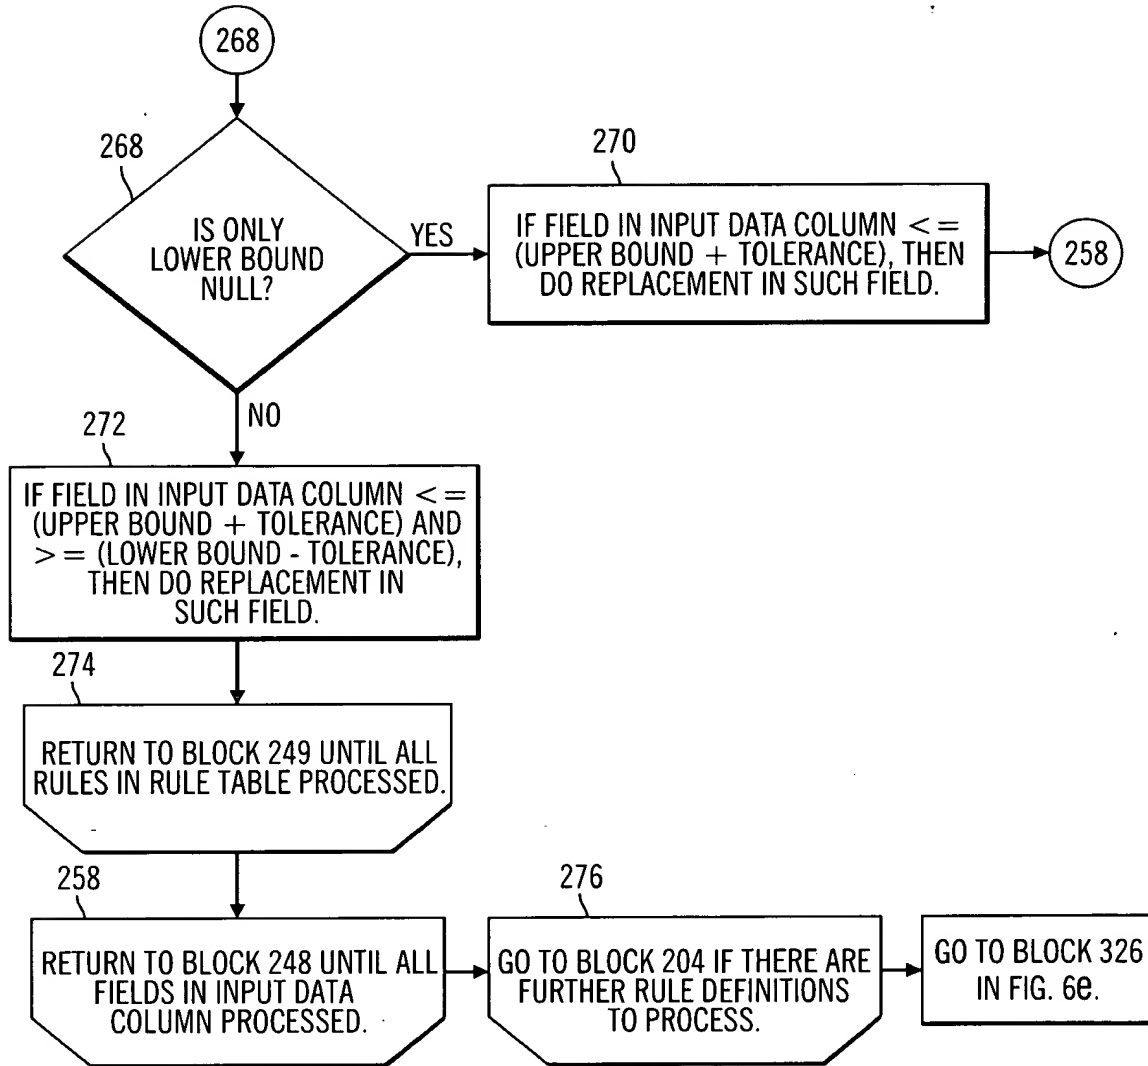 268
268
IS ONLY
LOWER BOUND
NULL?
YES
270
IF FIELD IN INPUT DATA COLUMN <=
(UPPER BOUND + TOLERANCE), THEN
DO REPLACEMENT IN SUCH FIELD.
258
NO
272
IF FIELD IN INPUT DATA COLUMN <=
(UPPER BOUND + TOLERANCE) AND
>= (LOWER BOUND - TOLERANCE),
THEN DO REPLACEMENT IN
SUCH FIELD.
274
RETURN TO BLOCK 249 UNTIL ALL
RULES IN RULE TABLE PROCESSED.
258
RETURN TO BLOCK 248 UNTIL ALL
FIELDS IN INPUT DATA
COLUMN PROCESSED.
276
GO TO BLOCK 204 IF THERE ARE
FURTHER RULE DEFINITIONS
TO PROCESS.
GO TO BLOCK 326
IN FIG. 6e.